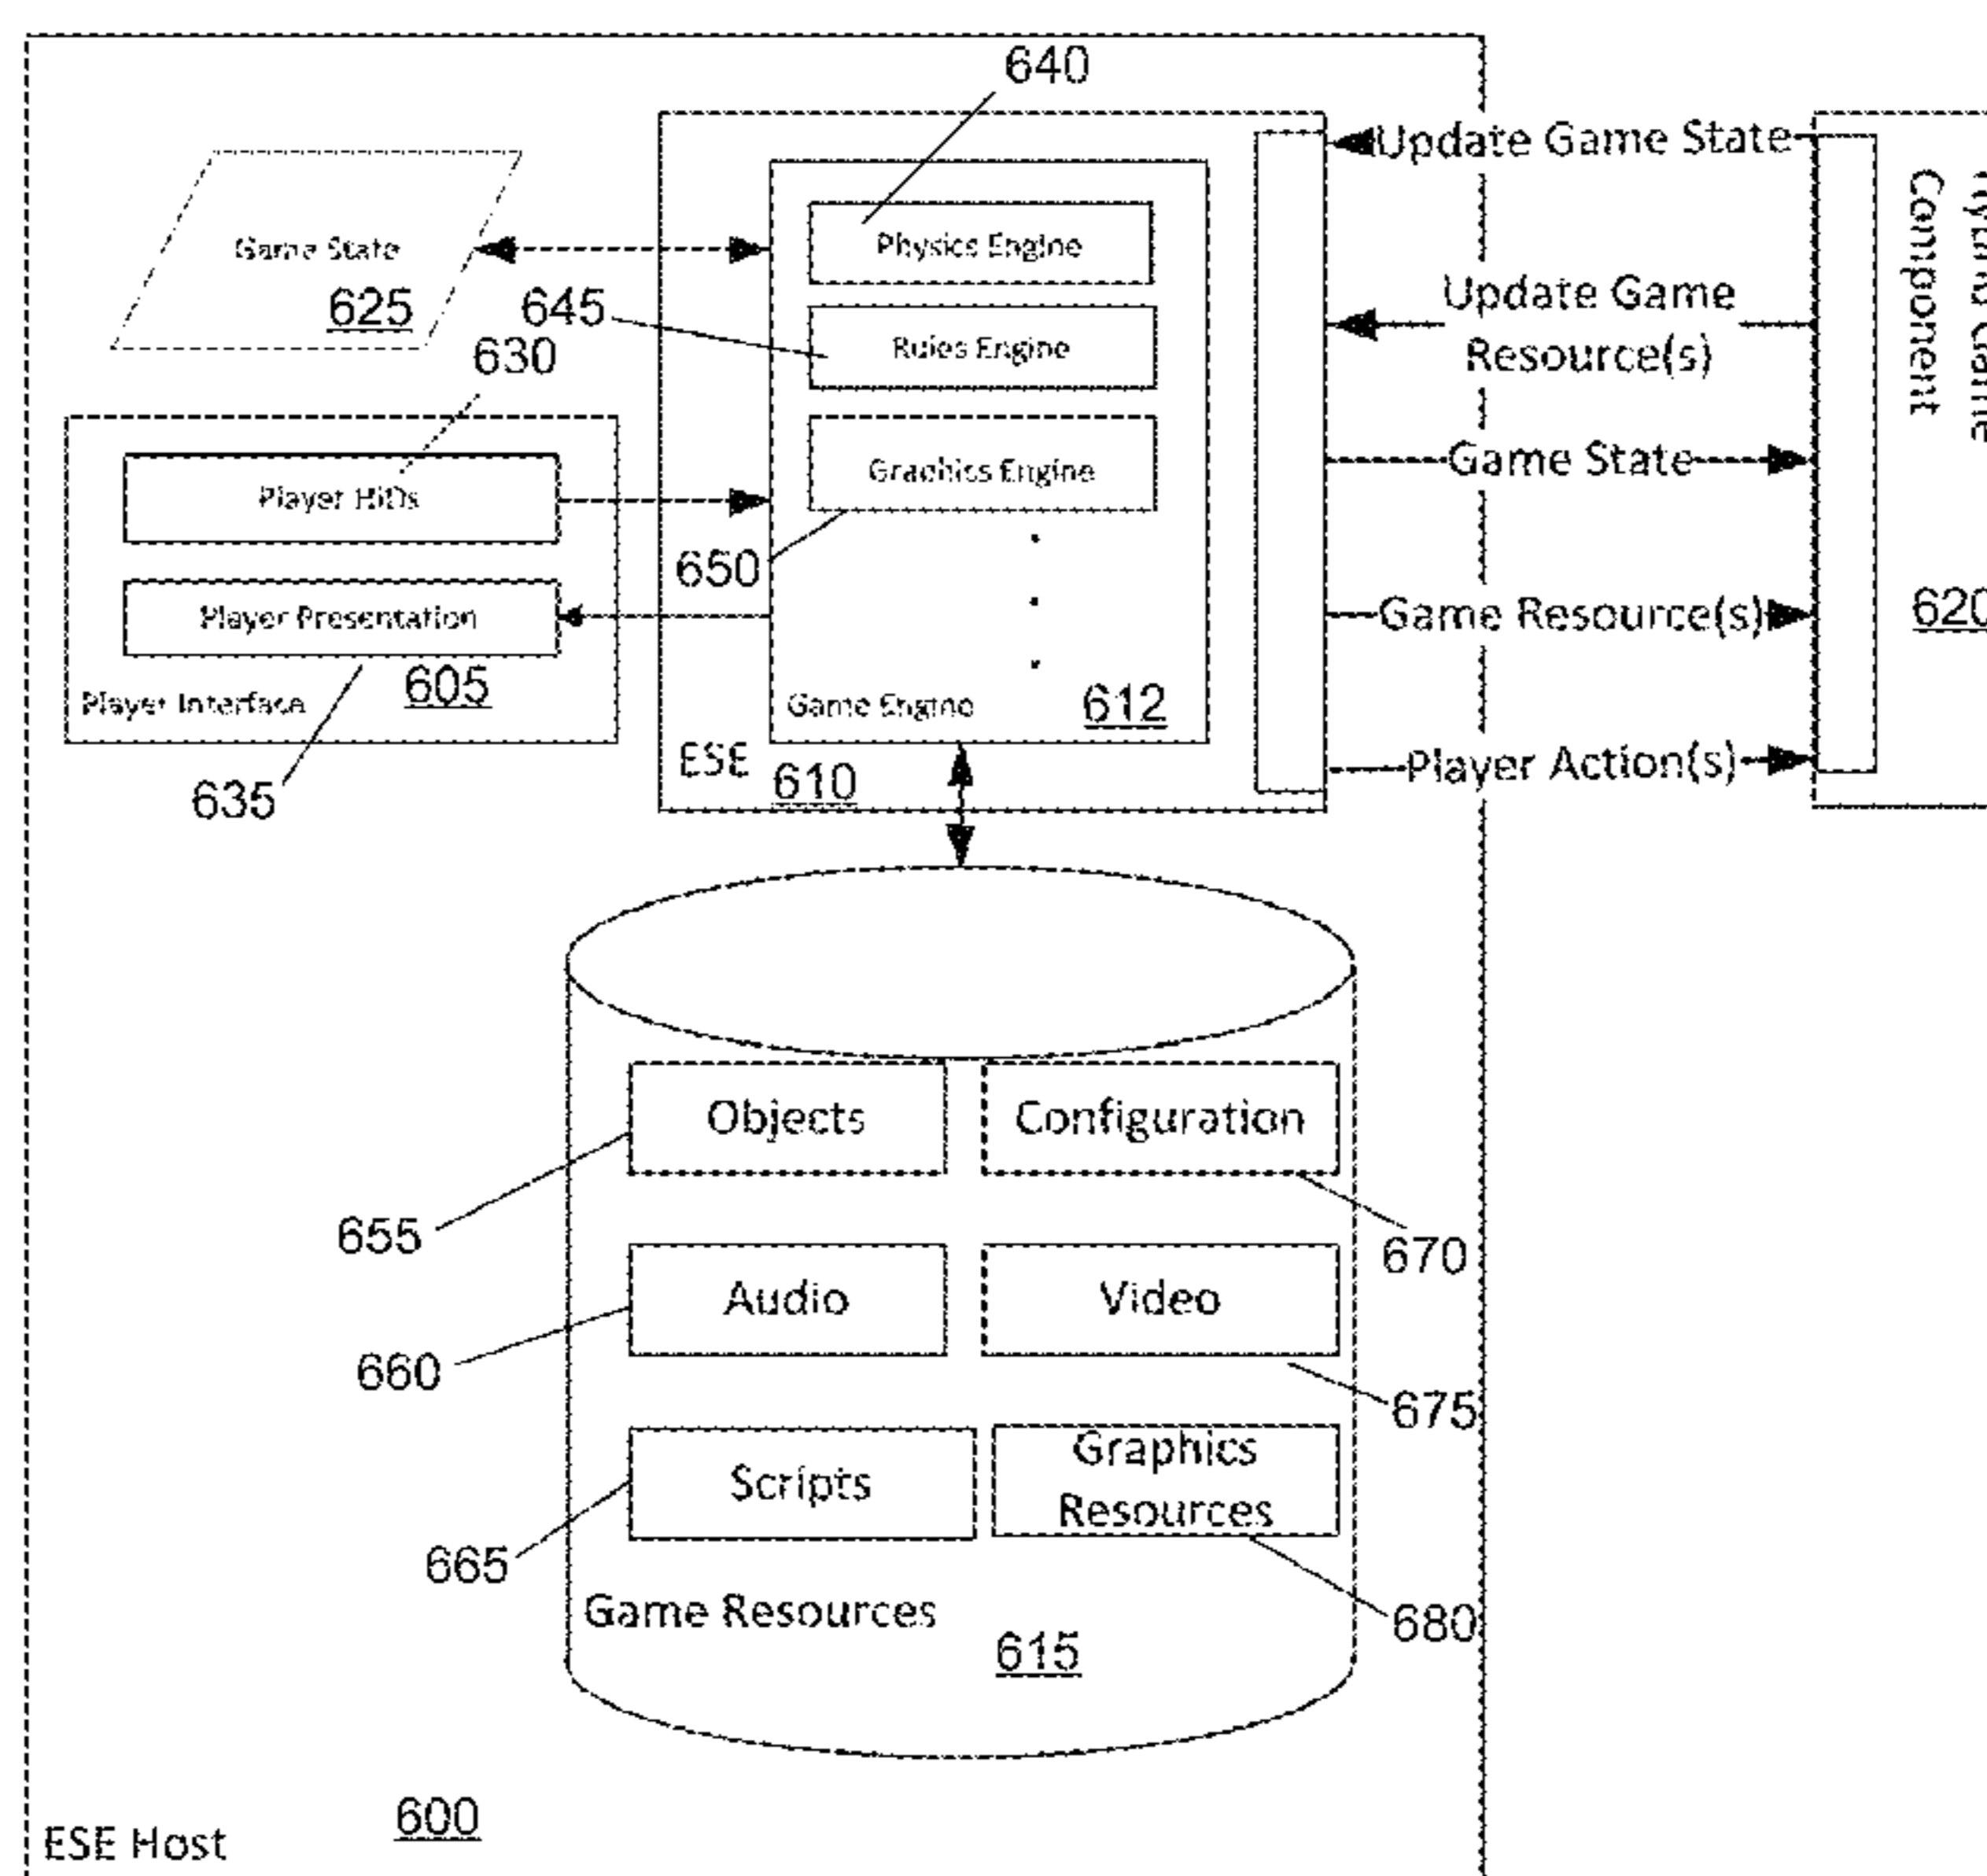 640
Update Game State
Game State
625
Physics Engine
645
Rules Engine
Update Game
Resource(s)
Component
630
Player HIDs
Graphics Engine
Game State
650
Player Presentation
Game Resource(s)
620
605
Player Interface
Game Engine
612
ESE
610
Player Action(s)
635
Objects
Configuration
655
670
Audio
Video
660
675
Scripts
Graphics
Resources
665
Game Resources
680
615
600
ESE Host